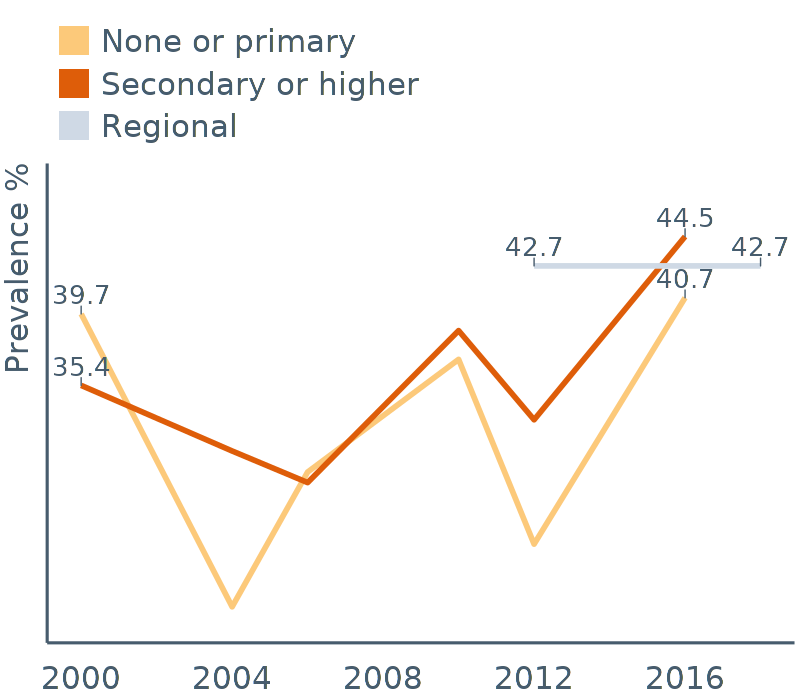 None or primary
Secondary or higher
Regional
Prevalence %
44.5
42.7
42.7
40.7
39.7
35.4
2000
2004
2008
2012
2016